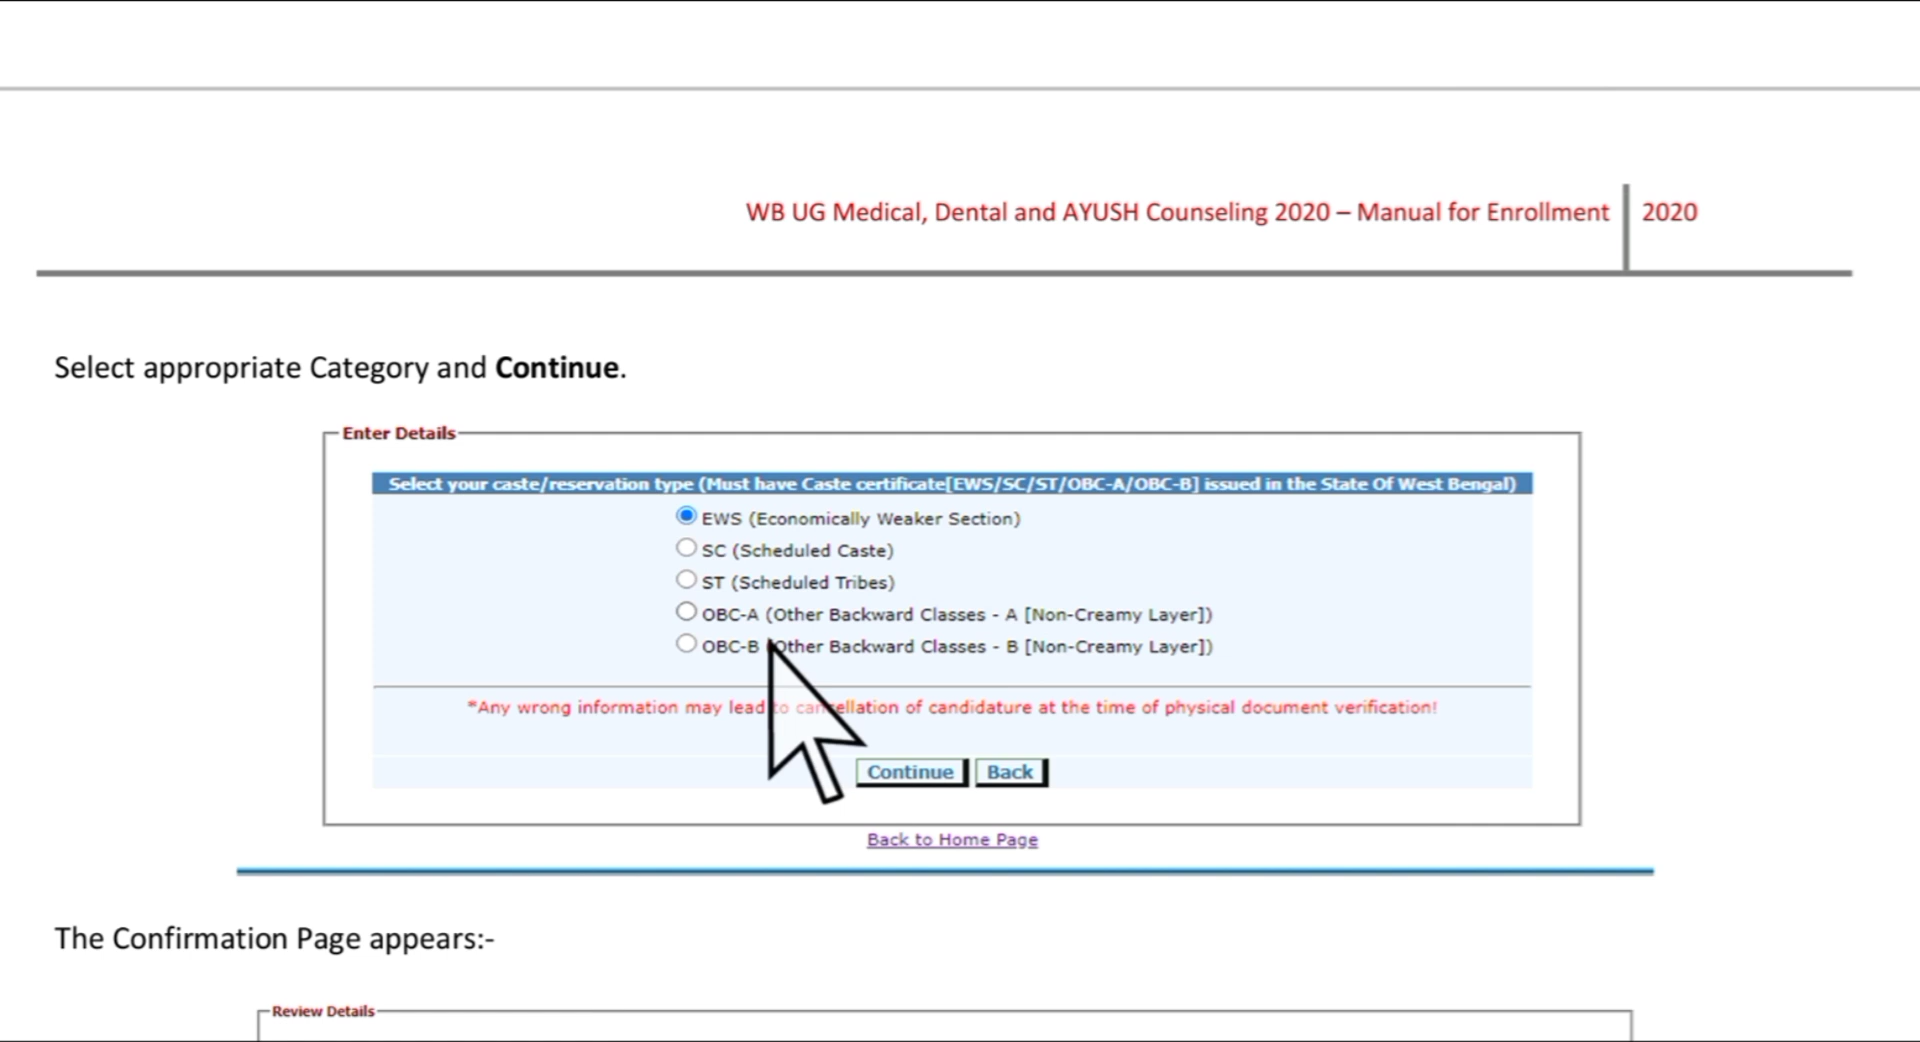 WB UG Medical, Dental and AYUSH Counseling 2020 – Manual for Enrollment 2020
Select appropriate Category and Continue.
Enter Details
Select your caste/reservation type (Must have Caste certificate[EWS/SC/ST/OBC-A/OBC-B] issued in the State Of West Bengal)
EWS (Economically Weaker Section)
SC (Scheduled Caste)
ST (Scheduled Tribes)
OBC-A (Other Backward Classes - A [Non-Creamy Layer])
OBC-B (Other Backward Classes - B [Non-Creamy Layer])
*Any wrong information may lead to cancellation of candidature at the time of physical document verification!
Continue Back
Back to Home Page
The Confirmation Page appears:-
Review Details